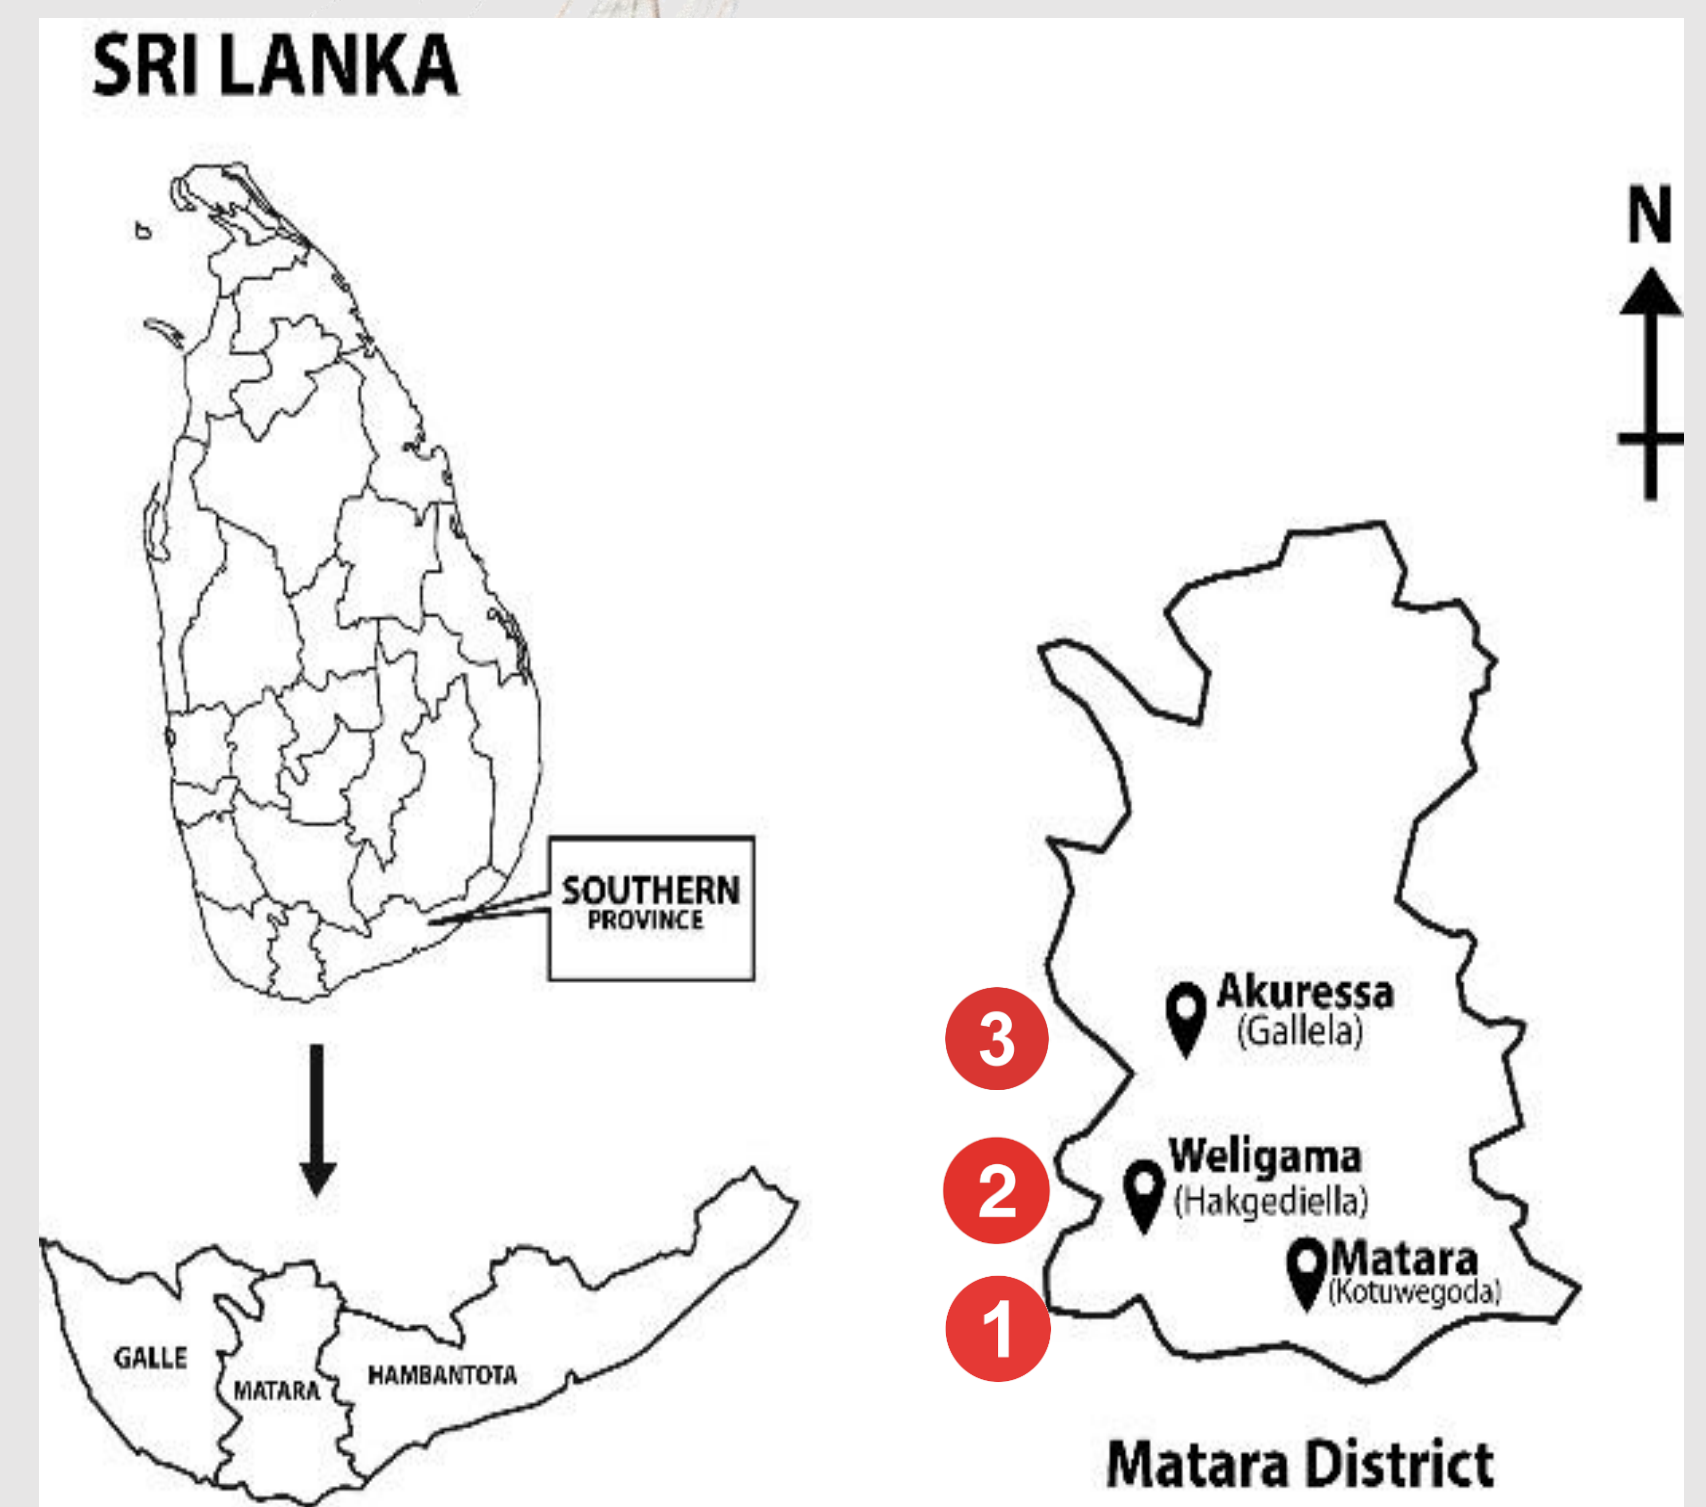 SRI LANKA
N
SOUTHERN
PROVINCE
GALLE
MATARA
HAMBANTOTA
3
Akuressa
(Gallela)
2
Weligama
(Hakgediella)
1
Matara
(Kotuwegoda)
Matara District